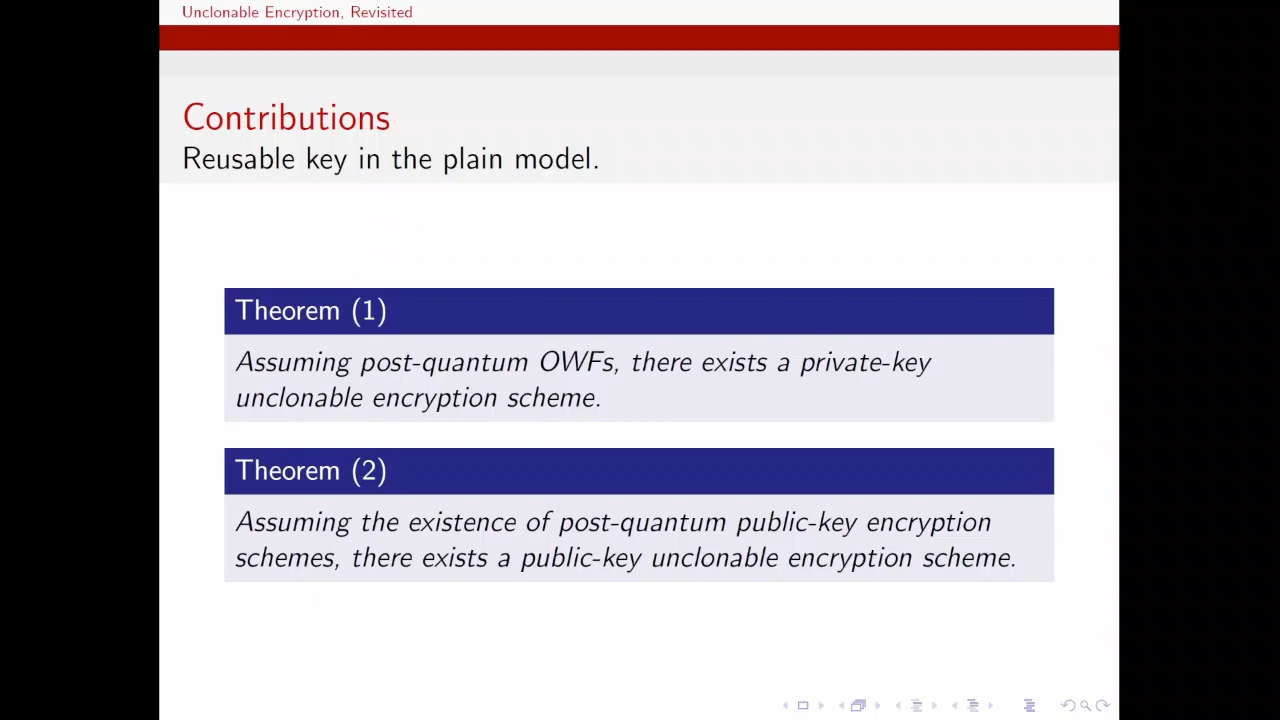 Unclonable Encryption, Revisited
Contributions
Reusable key in the plain model.
Theorem (1)
Assuming post-quantum OWFs, there exists a private-key
unclonable encryption scheme.
Theorem (2)
Assuming the existence of post-quantum public-key encryption
schemes, there exists a public-key unclonable encryption scheme.